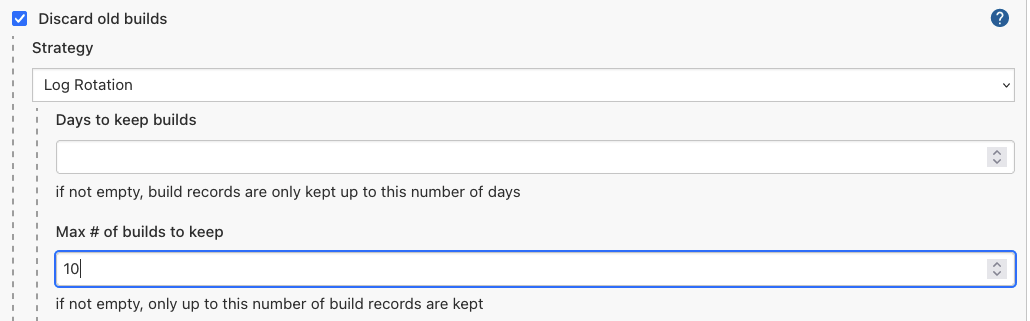 Discard old builds
?
Strategy
Log Rotation
Days to keep builds
if not empty, build records are only kept up to this number of days
Max # of builds to keep
10
if not empty, only up to this number of build records are kept